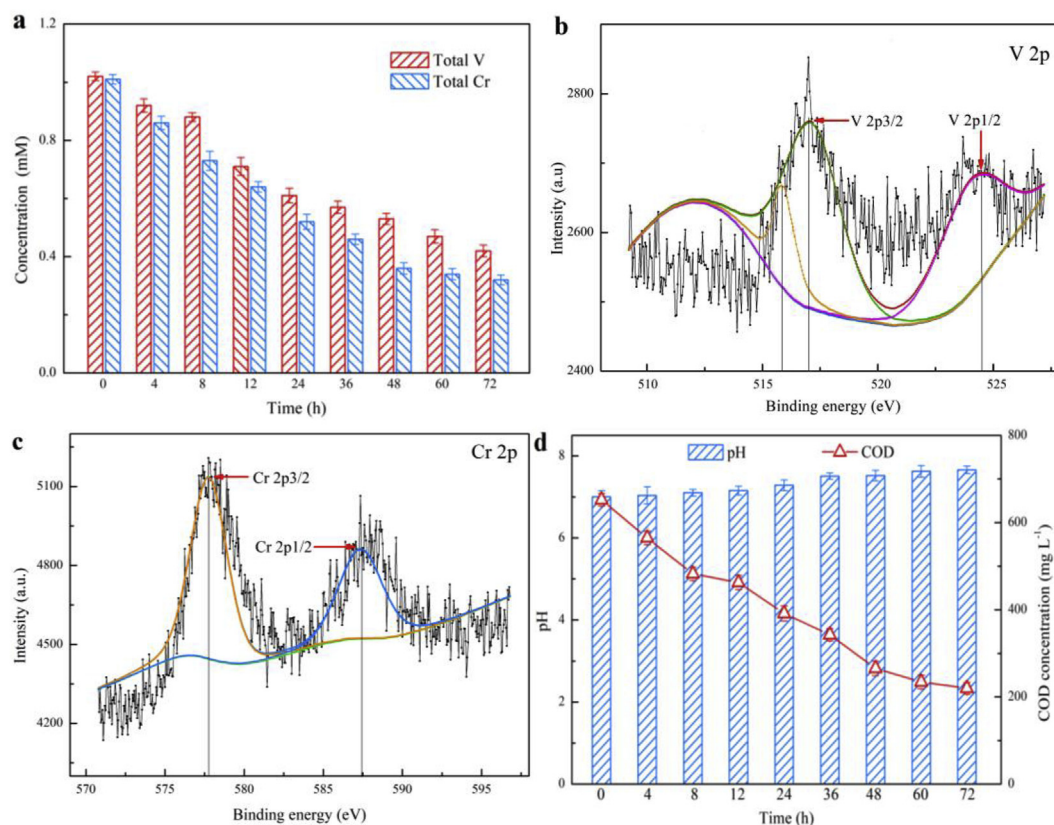 a
1.2
0.8
0.4
0.0
Concentration (mM)
Total V
Total Cr
0 4 8 12 24 36 48 60 72
Time (h)
b
V 2p
2800
2600
2400
Intensity (a.u)
V 2p3/2
V 2p1/2
510 515 520 525
Binding energy (eV)
c
Cr 2p
5100
4800
4500
4200
Intensity (a.u.)
Cr 2p3/2
Cr 2p1/2
570 575 580 585 590 595
Binding energy (eV)
d
8
6
4
2
0
pH
pH
COD
800
600
400
200
0
COD concentration (mg L⁻¹)
0 4 8 12 24 36 48 60 72
Time (h)